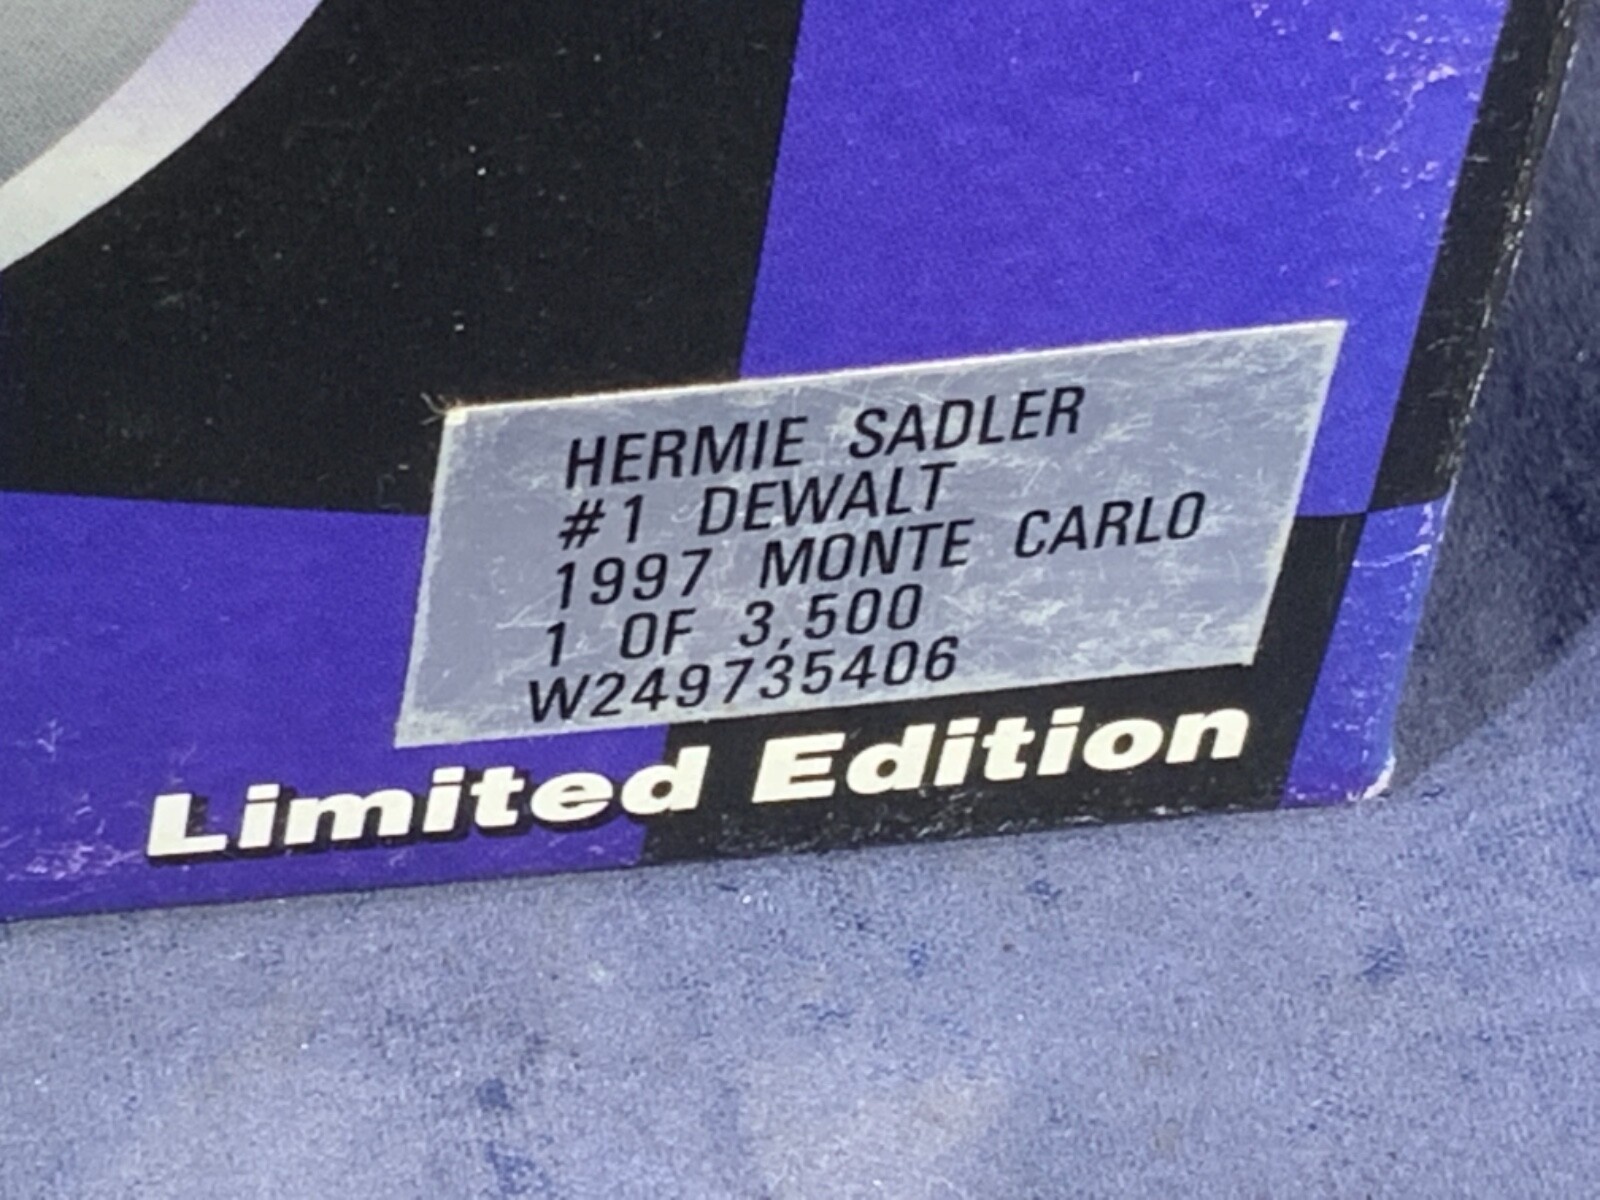 HERMIE SADLER
#1 DEWALT
1997 MONTE CARLO
1 OF 3,500
W249735406
Limited Edition